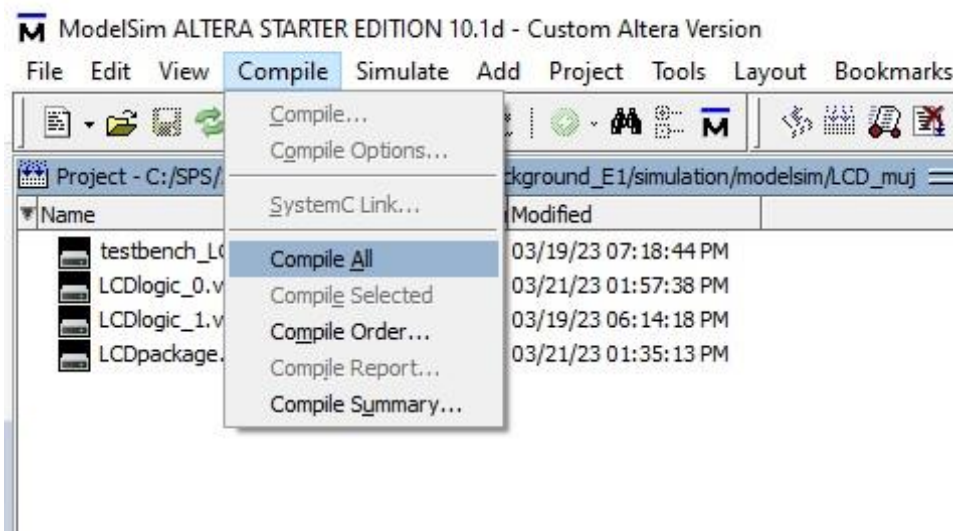 ModelSim ALTERA STARTER EDITION 10.1d - Custom Altera Version
File Edit View Compile Simulate Add Project Tools Layout Bookmarks
Compile...
Compile Options...
Project - C:/SPS/ kground_E1/simulation/modelsim/LCD_muj
SystemC Link...
Name Modified
testbench_LC 03/19/23 07:18:44 PM
Compile All
LCDlogic_0.v 03/21/23 01:57:38 PM
Compile Selected
LCDlogic_1.v 03/19/23 06:14:18 PM
Compile Order...
LCDpackage. 03/21/23 01:35:13 PM
Compile Report...
Compile Summary...